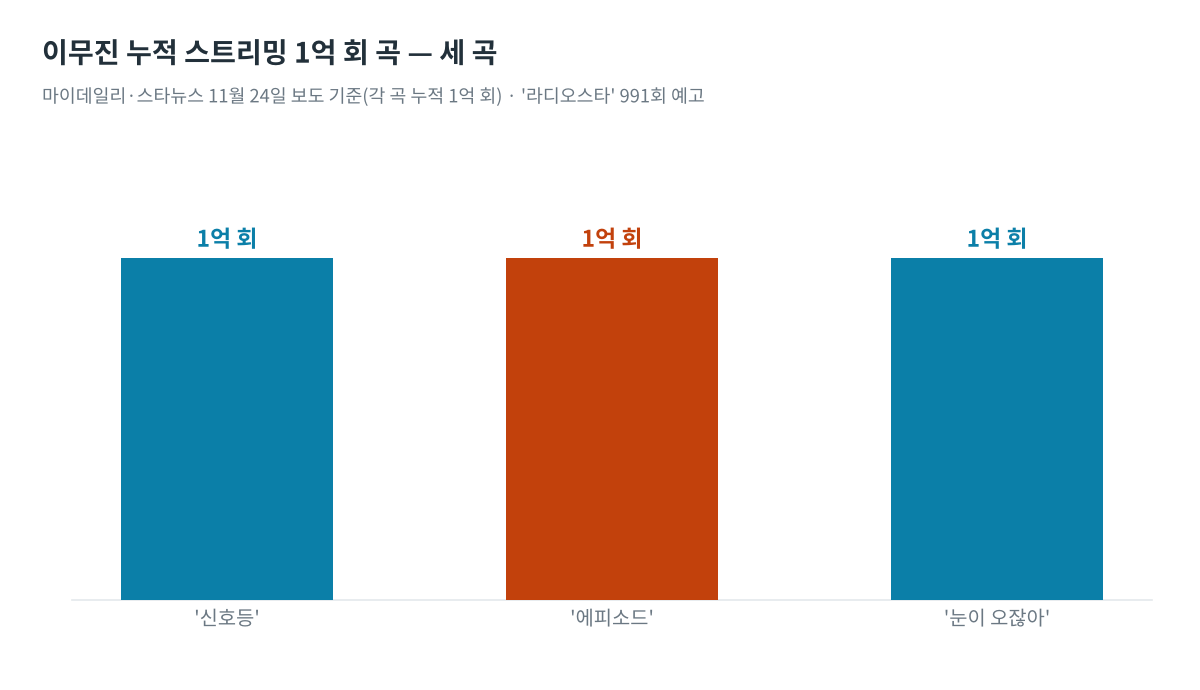 이무진 누적 스트리밍 1억 회 곡 — 세 곡
마이데일리·스타뉴스 11월 24일 보도 기준(각 곡 누적 1억 회) · '라디오스타' 991회 예고
1억 회
1억 회
1억 회
'신호등'
'에피소드'
'눈이 오잖아'